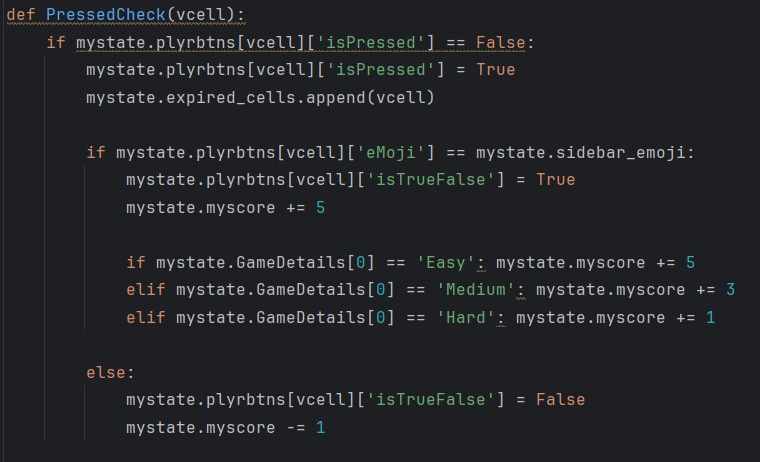 def PressedCheck(vcell):
    if mystate.plyrbtns[vcell]['isPressed'] == False:
        mystate.plyrbtns[vcell]['isPressed'] = True
        mystate.expired_cells.append(vcell)

        if mystate.plyrbtns[vcell]['eMoji'] == mystate.sidebar_emoji:
            mystate.plyrbtns[vcell]['isTrueFalse'] = True
            mystate.myscore += 5

            if mystate.GameDetails[0] == 'Easy': mystate.myscore += 5
            elif mystate.GameDetails[0] == 'Medium': mystate.myscore += 3
            elif mystate.GameDetails[0] == 'Hard': mystate.myscore += 1

        else:
            mystate.plyrbtns[vcell]['isTrueFalse'] = False
            mystate.myscore -= 1